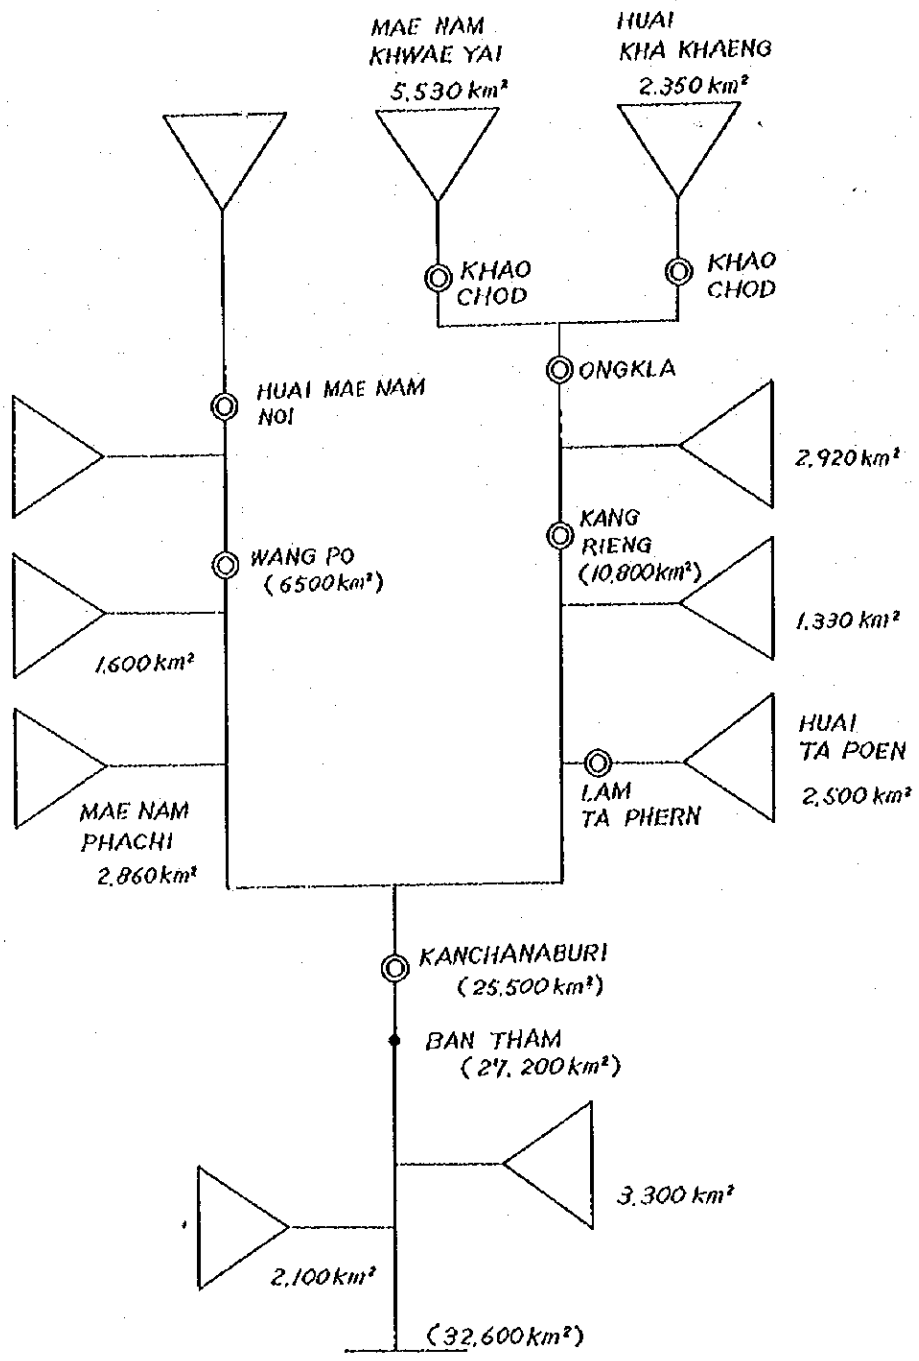 MAE NAM
KHWAE YAI
5,530 km²
HUAI
KHA KHAENG
2.350 km²
KHAO
CHOD
KHAO
CHOD
ONGKLA
HUAI MAE NAM
NOI
2,920 km²
KANG
RIENG
(10,800 km²)
WANG PO
(6500 km²)
1,600 km²
1.330 km²
HUAI
TA POEN
2,500 km²
LAM
TA PHERN
MAE NAM
PHACHI
2,860 km²
KANCHANABURI
(25,500 km²)
BAN THAM
(27,200 km²)
3,300 km²
2,100 km²
(32,600 km²)